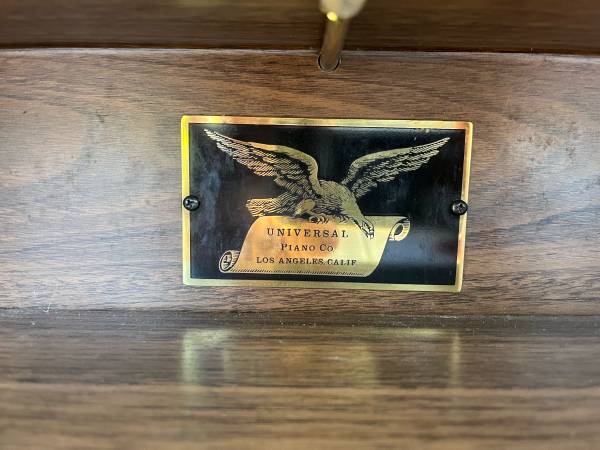 UNIVERSAL
PIANO CO
LOS ANGELES, CALIF